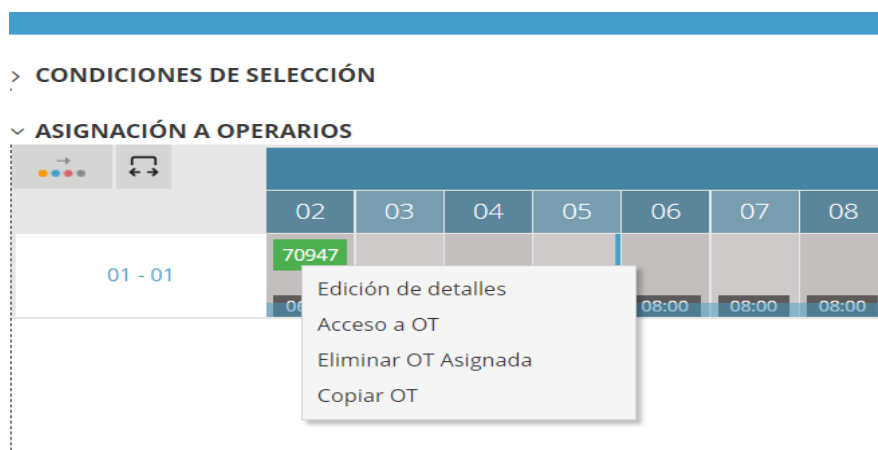 CONDICIONES DE SELECCIÓN
ASIGNACIÓN A OPERARIOS
02 03 04 05 06 07 08
70947
01 - 01
08:00 08:00 08:00
Edición de detalles
Acceso a OT
Eliminar OT Asignada
Copiar OT